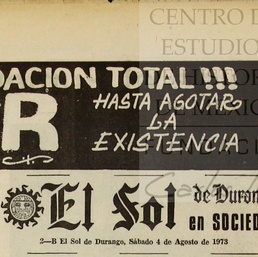 CENTRO D
ESTUDIO
DACION TOTAL!!!
R
HASTA AGOTAR
LA
EXISTENCIA
El Sol
de Duran
en SOCIED
2—B El Sol de Durango, Sábado 4 de Agosto de 1973